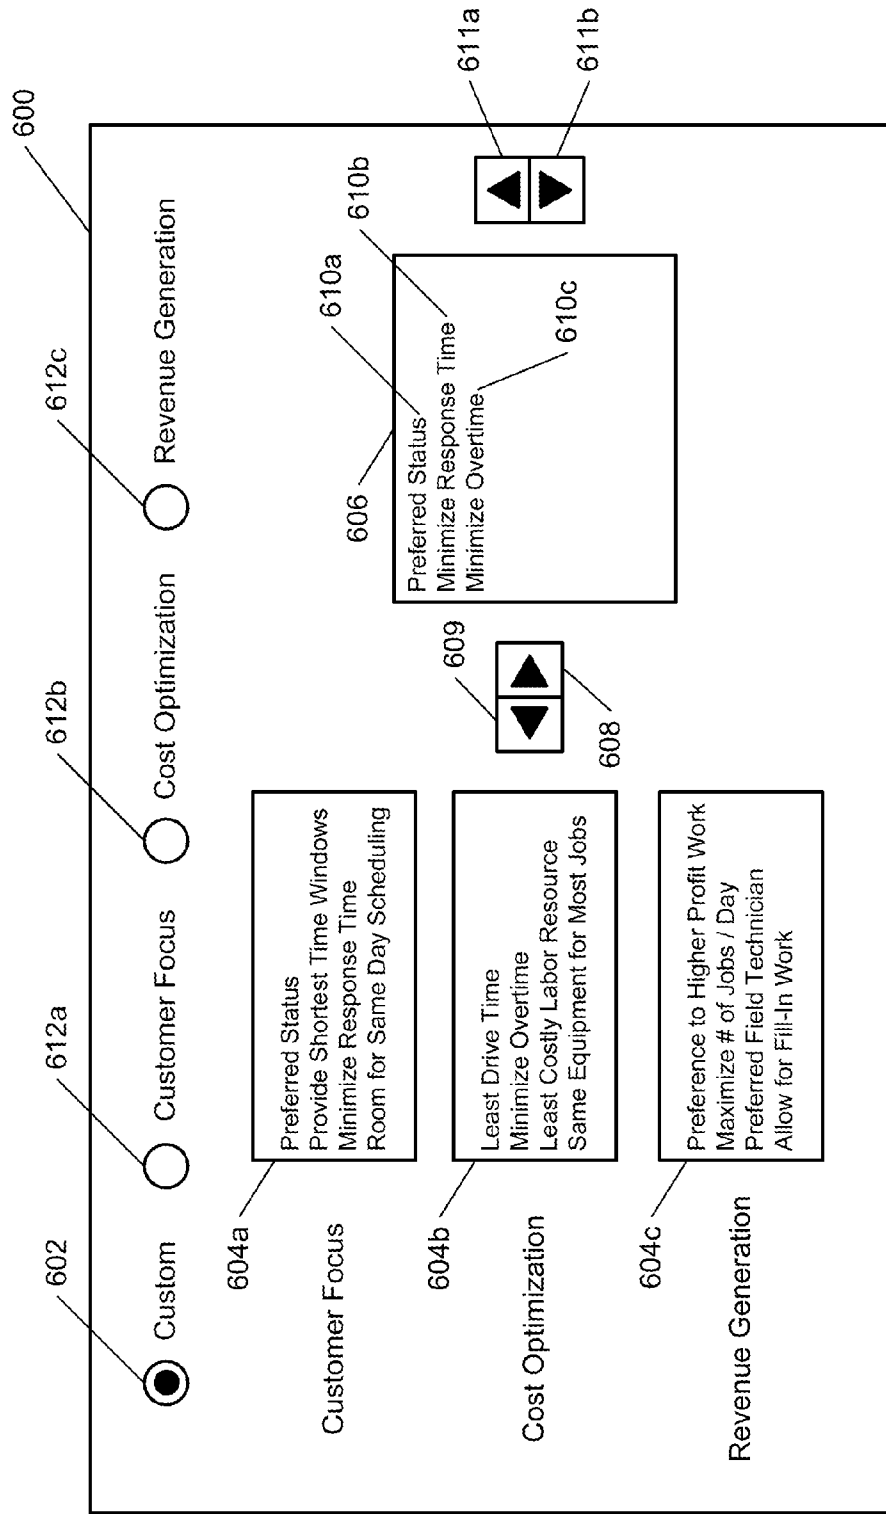 600
602
Custom
612a
Customer Focus
612b
Cost Optimization
612c
Revenue Generation
604a
Customer Focus
Preferred Status
Provide Shortest Time Windows
Minimize Response Time
Room for Same Day Scheduling
604b
Cost Optimization
Least Drive Time
Minimize Overtime
Least Costly Labor Resource
Same Equipment for Most Jobs
604c
Revenue Generation
Preference to Higher Profit Work
Maximize # of Jobs / Day
Preferred Field Technician
Allow for Fill-In Work
609
608
606
Preferred Status
Minimize Response Time
Minimize Overtime
610a
610b
610c
611a
611b